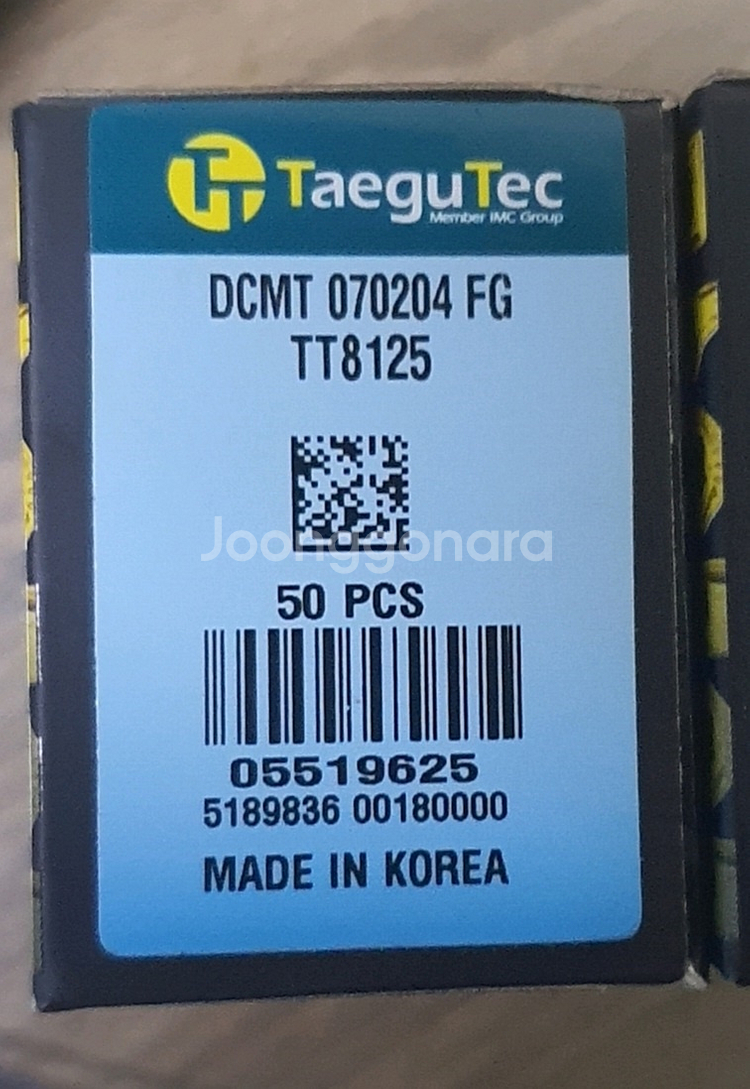 TaeguTec
Member IMC Group
DCMT 070204 FG
TT8125
Joonggonara
50 PCS
05519625
5189836 00180000
MADE IN KOREA